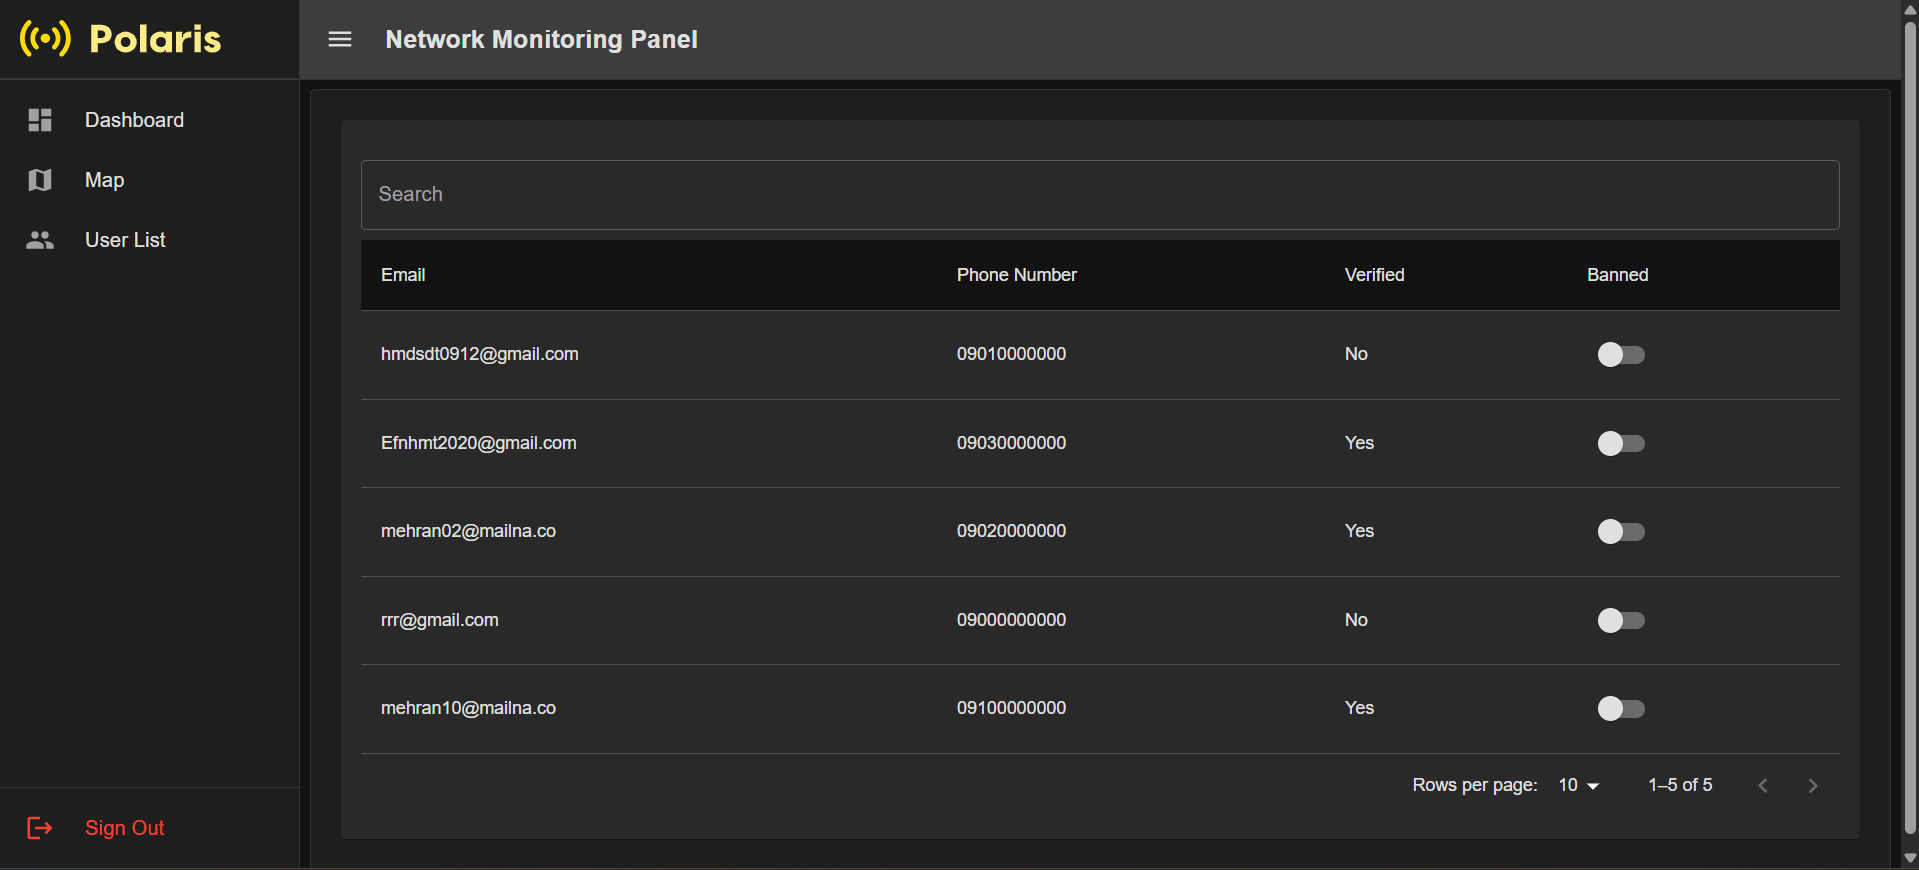 Polaris
Network Monitoring Panel
Dashboard
Map
User List
Search
Email Phone Number Verified Banned
hmdsdt0912@gmail.com 09010000000 No
Efnhmt2020@gmail.com 09030000000 Yes
mehran02@mailna.co 09020000000 Yes
rrr@gmail.com 09000000000 No
mehran10@mailna.co 09100000000 Yes
Rows per page: 10 1–5 of 5
Sign Out